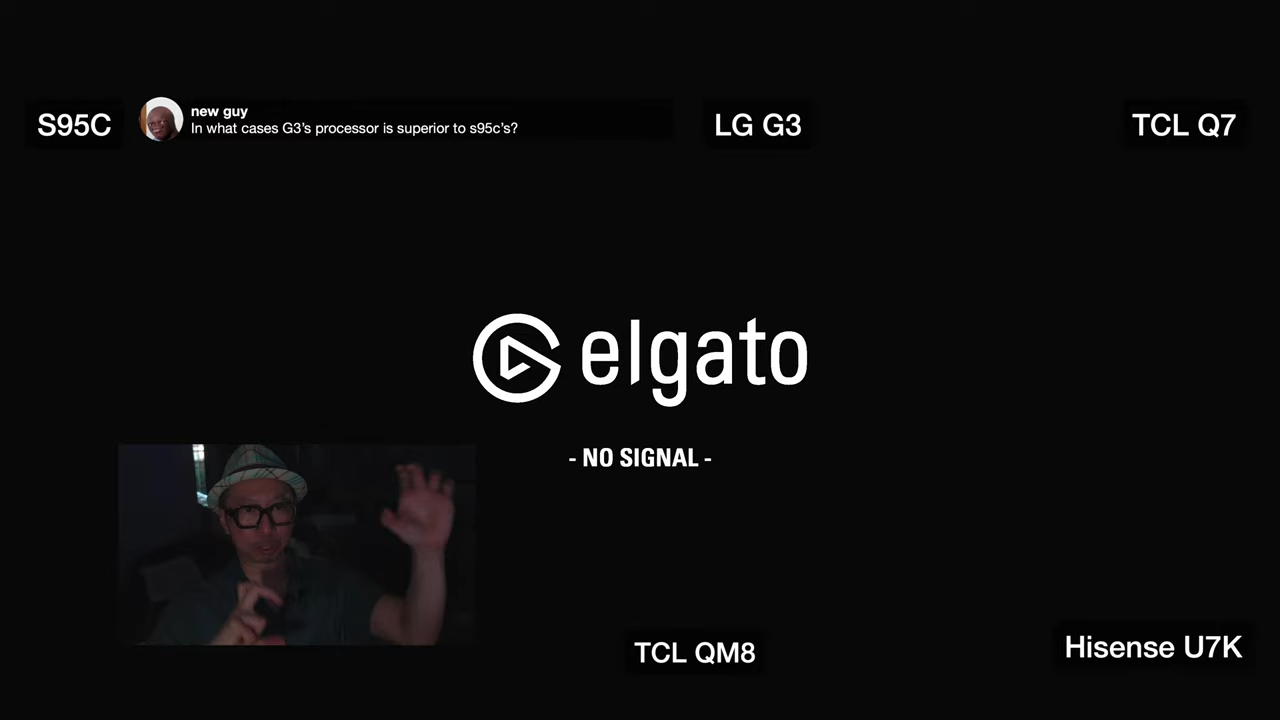 S95C
new guy
In what cases G3's processor is superior to s95c's?
LG G3
TCL Q7
elgato
- NO SIGNAL -
TCL QM8
Hisense U7K